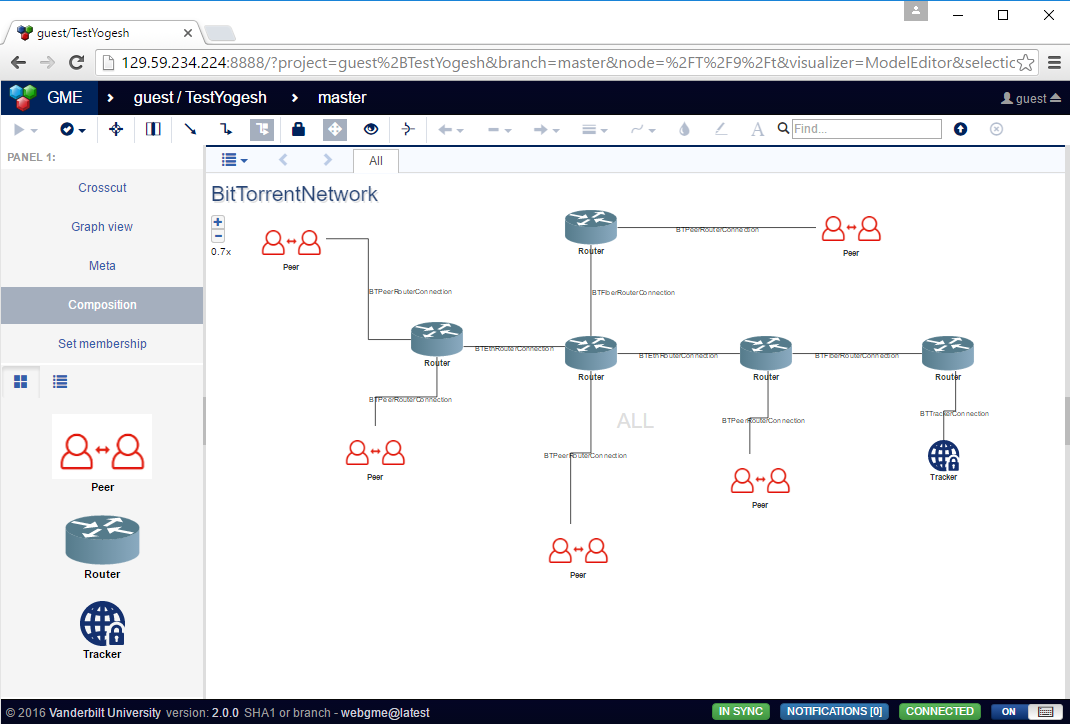 guest/TestYogesh
129.59.234.224:8888/?project=guest%2BTestYogesh&branch=master&node=%2FT%2F9%2Ft&visualizer=ModelEditor&selectic
GME guest / TestYogesh master guest
A Find...
PANEL 1:
All
Crosscut
Graph view
Meta
Composition
Set membership
Peer
Router
Tracker
BitTorrentNetwork
0.7x
Peer
Router
BTPeerRouterConnection
Peer
BTPeerRouterConnection
BTFiberRouterConnection
Router
BTEthRouterConnection
Router
BTEthRouterConnection
Router
BTFiberRouterConnection
Router
BTPeerRouterConnection
Peer
ALL
BTPeerRouterConnection
Peer
BTPeerRouterConnection
Peer
BTTrackerConnection
Tracker
© 2016 Vanderbilt University version: 2.0.0 SHA1 or branch - webgme@latest
IN SYNC NOTIFICATIONS [0] CONNECTED ON